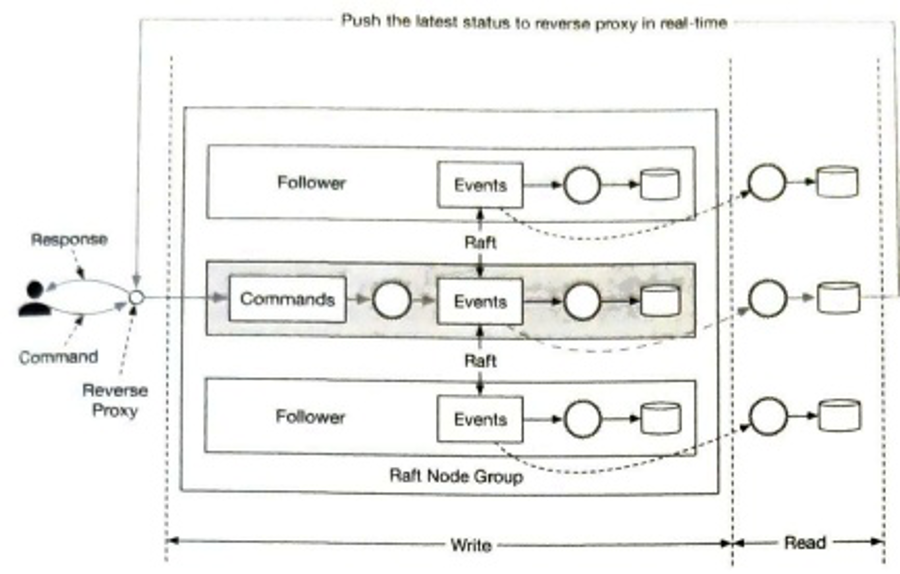 Push the latest status to reverse proxy in real-time
Follower
Events
Raft
Response
Commands
Events
Command
Raft
Reverse
Proxy
Follower
Events
Raft Node Group
Write
Read